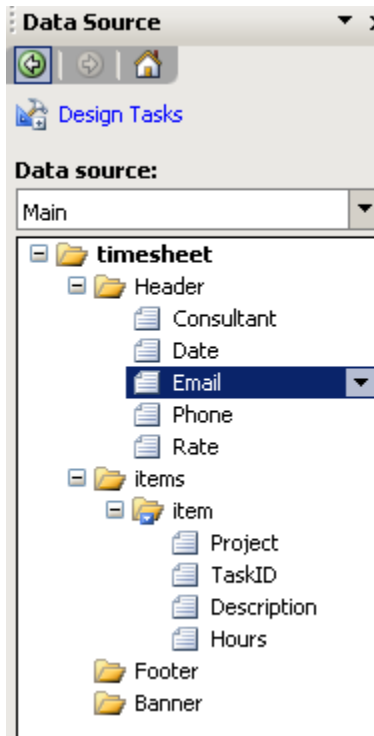 Data Source
Design Tasks
Data source:
Main
timesheet
Header
Consultant
Date
Email
Phone
Rate
items
item
Project
TaskID
Description
Hours
Footer
Banner